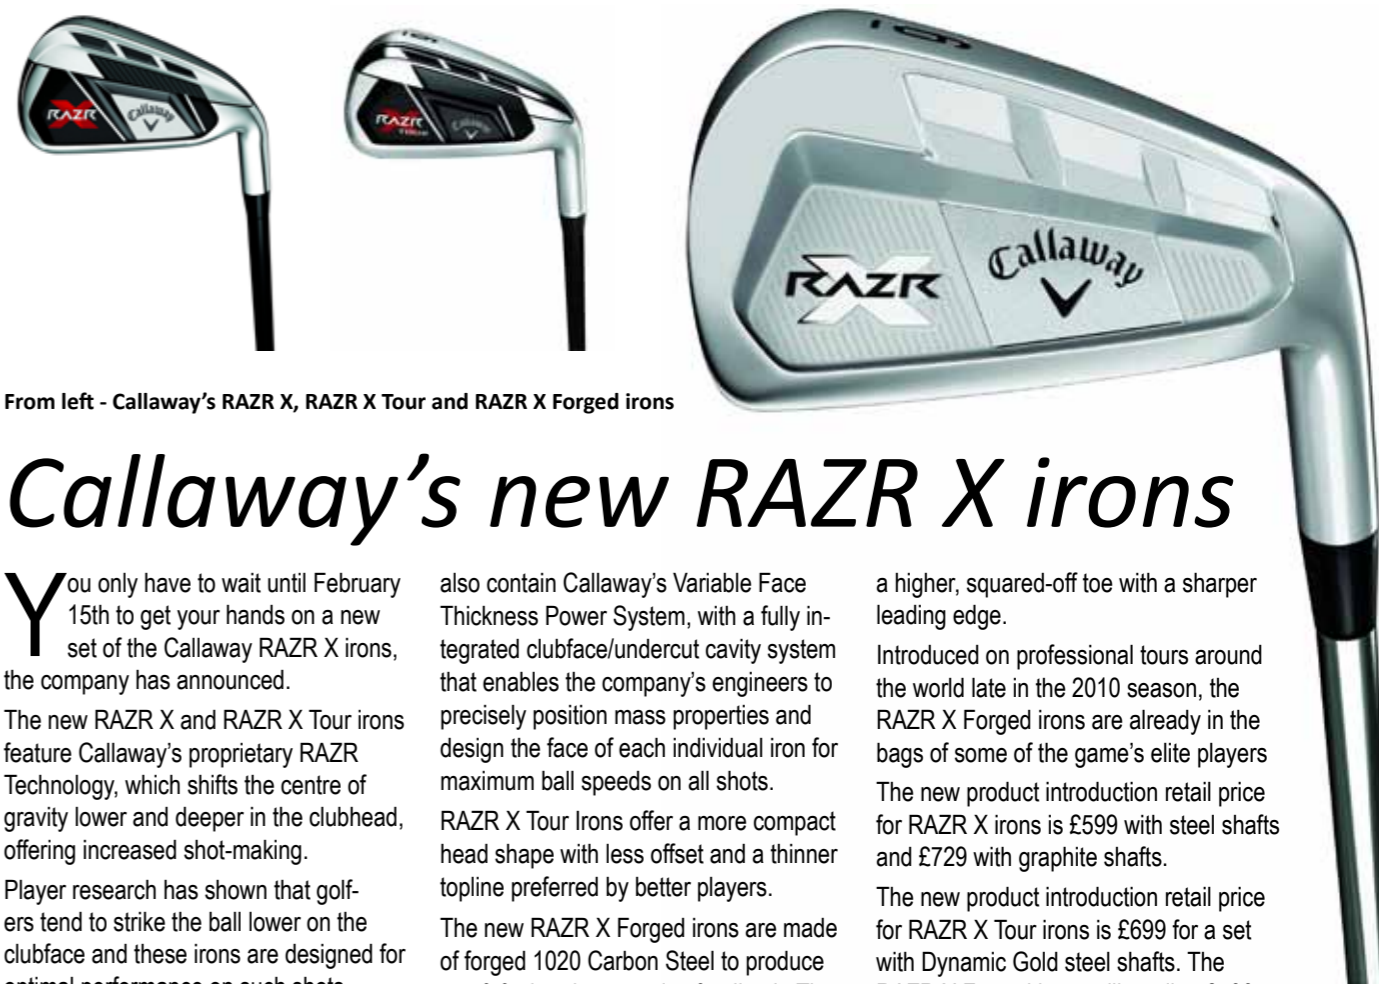 RAZR
X
Callaway
RAZR
X
TOUR
Callaway
6
RAZR
X
Callaway
From left - Callaway's RAZR X, RAZR X Tour and RAZR X Forged irons
Callaway's new RAZR X irons
You only have to wait until February
15th to get your hands on a new
set of the Callaway RAZR X irons,
the company has announced.
The new RAZR X and RAZR X Tour irons
feature Callaway's proprietary RAZR
Technology, which shifts the centre of
gravity lower and deeper in the clubhead,
offering increased shot-making.
Player research has shown that golf-
ers tend to strike the ball lower on the
clubface and these irons are designed for
optimal performance on such shots
also contain Callaway's Variable Face
Thickness Power System, with a fully in-
tegrated clubface/undercut cavity system
that enables the company's engineers to
precisely position mass properties and
design the face of each individual iron for
maximum ball speeds on all shots.
RAZR X Tour Irons offer a more compact
head shape with less offset and a thinner
topline preferred by better players.
The new RAZR X Forged irons are made
of forged 1020 Carbon Steel to produce
a higher, squared-off toe with a sharper
leading edge.
Introduced on professional tours around
the world late in the 2010 season, the
RAZR X Forged irons are already in the
bags of some of the game's elite players
The new product introduction retail price
for RAZR X irons is £599 with steel shafts
and £729 with graphite shafts.
The new product introduction retail price
for RAZR X Tour irons is £699 for a set
with Dynamic Gold steel shafts. The